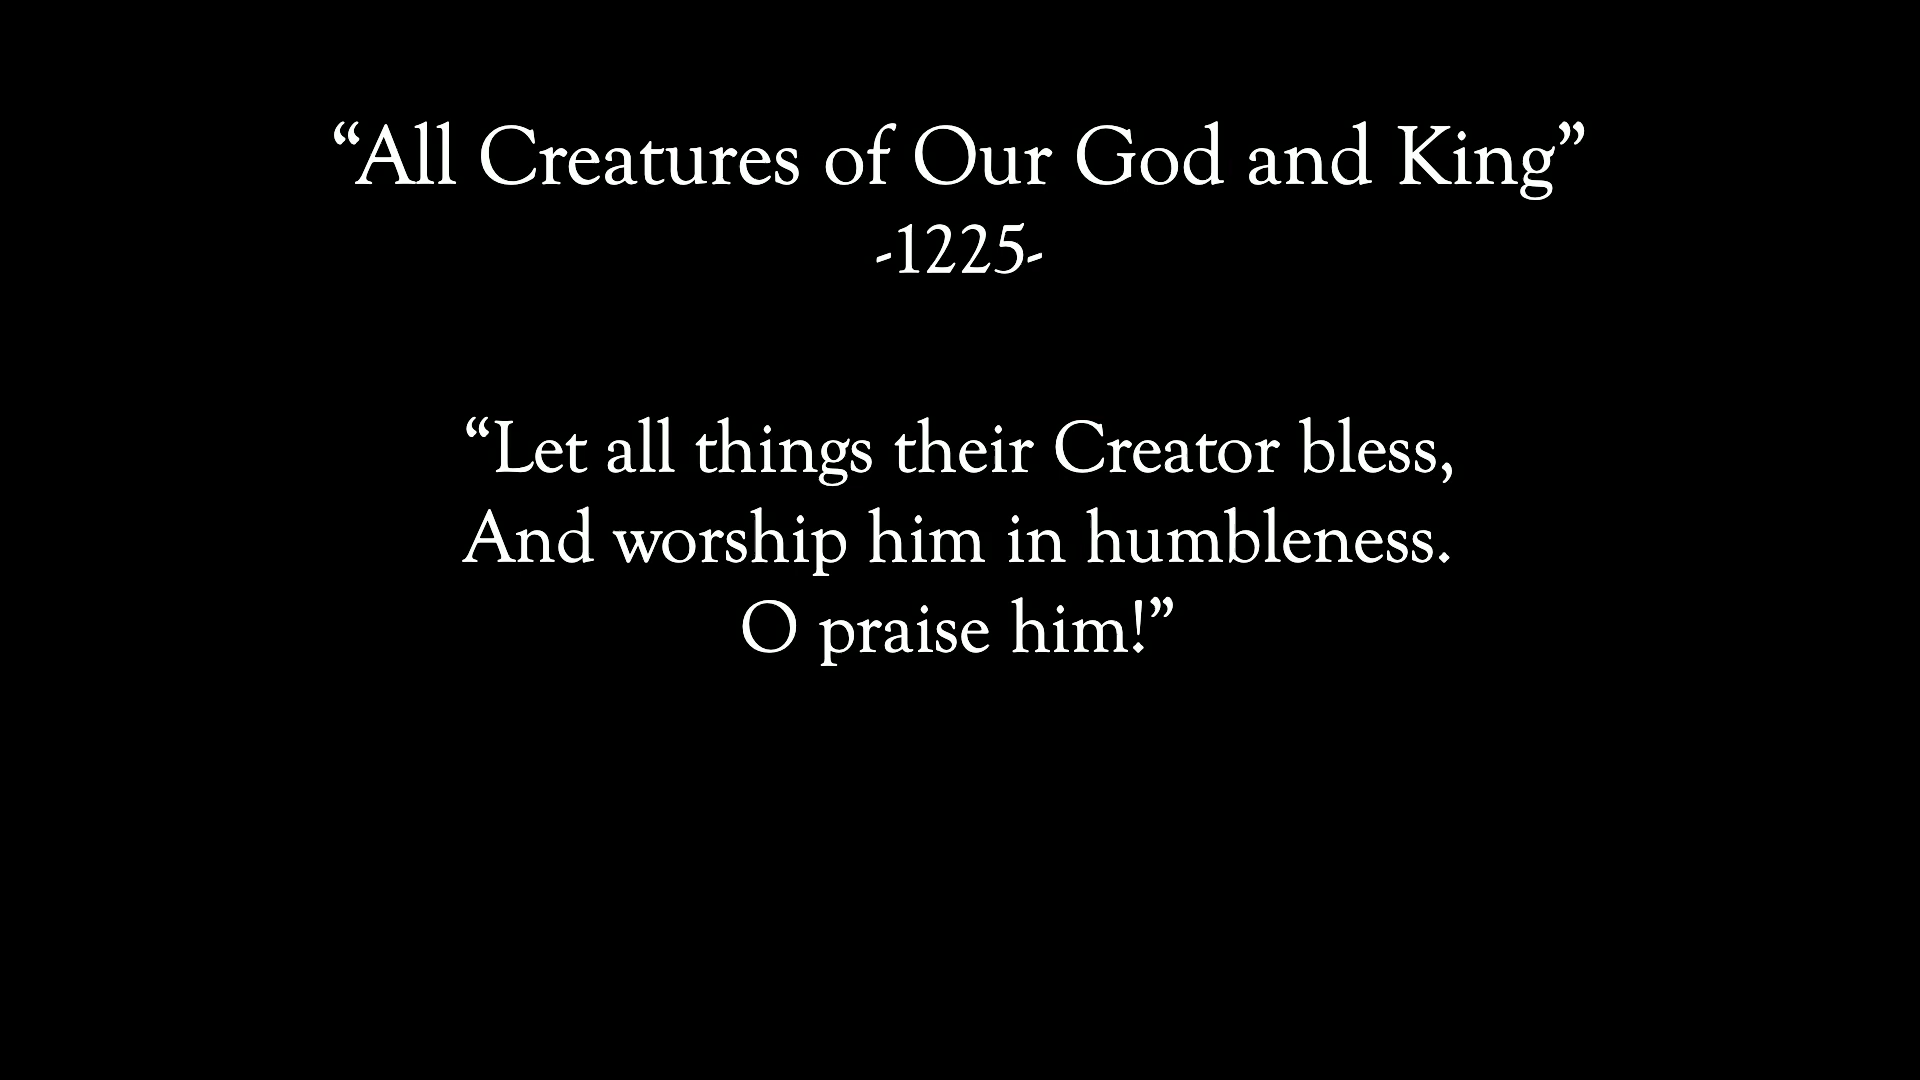 “All Creatures of Our God and King”
-1225-
“Let all things their Creator bless,
And worship him in humbleness.
O praise him!”